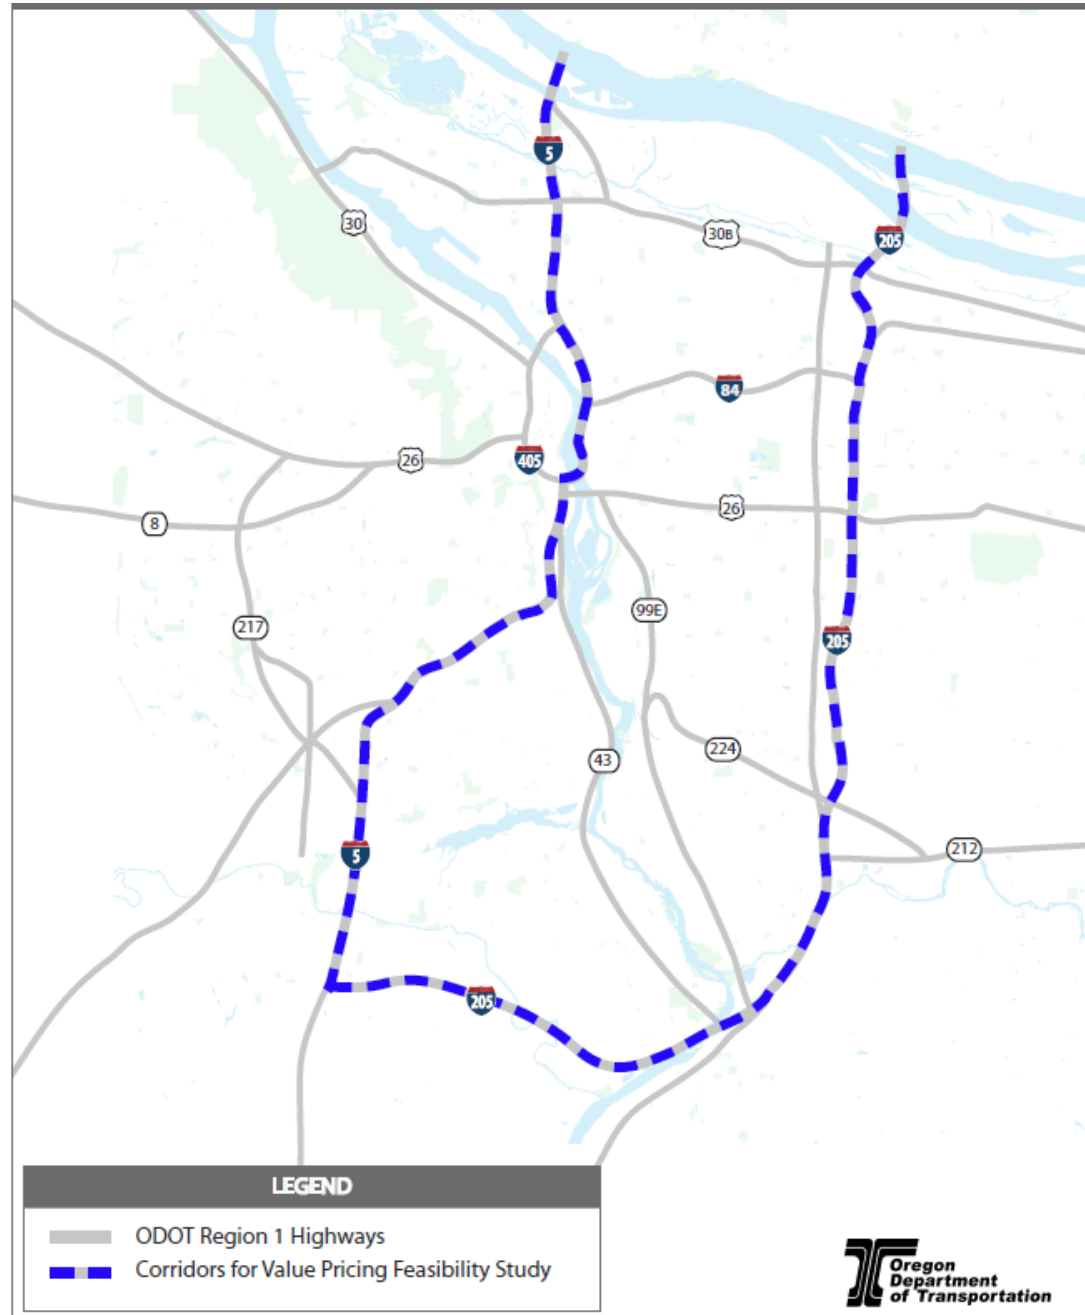 5
30
30B
205
84
26
405
8
26
99E
217
205
224
43
5
212
205
LEGEND
ODOT Region 1 Highways
Corridors for Value Pricing Feasibility Study
Oregon
Department
of Transportation